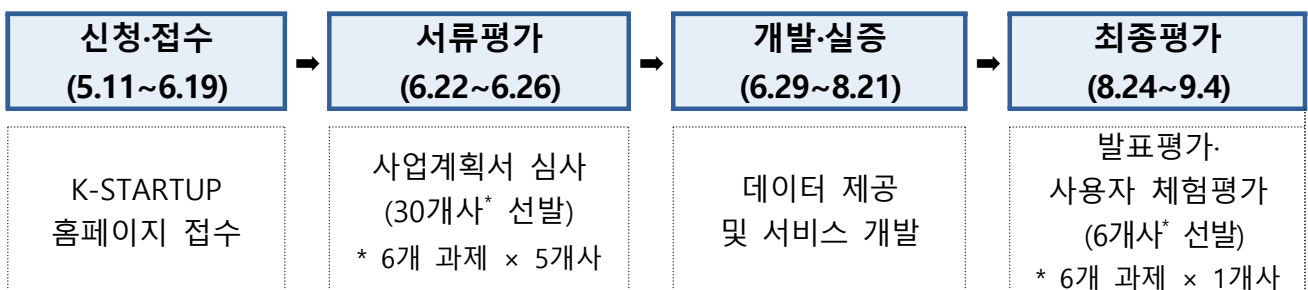 신청·접수
(5.11~6.19)
➡
서류평가
(6.22~6.26)
➡
개발·실증
(6.29~8.21)
➡
최종평가
(8.24~9.4)
K-STARTUP
홈페이지 접수
사업계획서 심사
(30개사* 선발)
* 6개 과제 × 5개사
데이터 제공
및 서비스 개발
발표평가·
사용자 체험평가
(6개사* 선발)
* 6개 과제 × 1개사